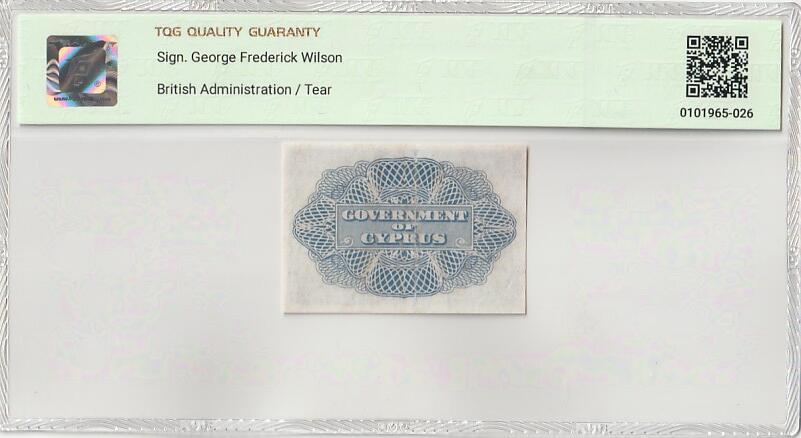 TQG QUALITY GUARANTY
Sign. George Frederick Wilson
British Administration / Tear
0101965-026
GOVERNMENT
OF
CYPRUS